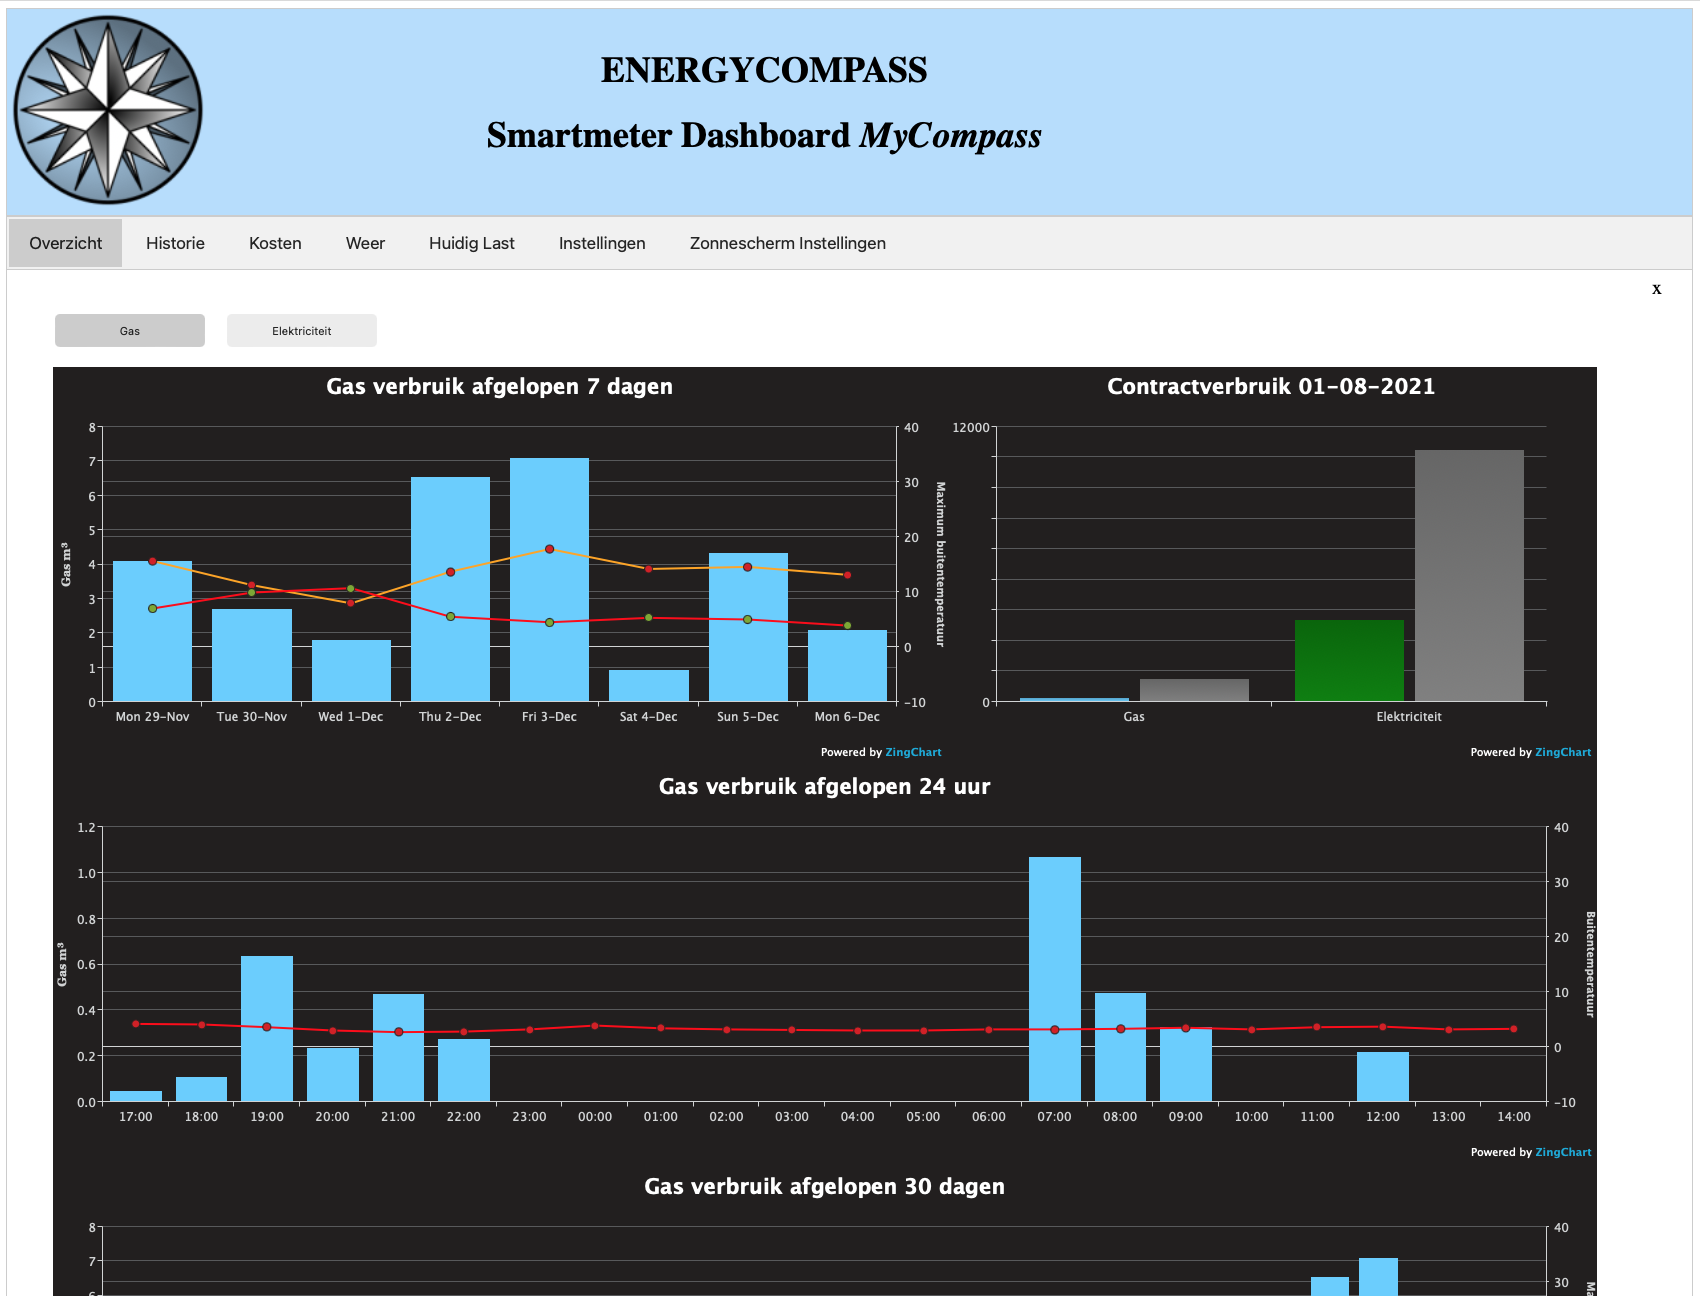 ENERGYCOMPASS
Smartmeter Dashboard MyCompass
Overzicht Historie Kosten Weer Huidig Last Instellingen Zonnescherm Instellingen
x
Gas Elektriciteit
Gas verbruik afgelopen 7 dagen
8
7
6
5
4
3
2
1
0
Gas m³
40
30
20
10
0
-10
Maximum buitentemperatuur
Mon 29-Nov Tue 30-Nov Wed 1-Dec Thu 2-Dec Fri 3-Dec Sat 4-Dec Sun 5-Dec Mon 6-Dec
Powered by ZingChart
Contractverbruik 01-08-2021
12000
0
Gas Elektriciteit
Powered by ZingChart
Gas verbruik afgelopen 24 uur
1.2
1.0
0.8
0.6
0.4
0.2
0.0
Gas m³
40
30
20
10
0
-10
Buitentemperatuur
17:00 18:00 19:00 20:00 21:00 22:00 23:00 00:00 01:00 02:00 03:00 04:00 05:00 06:00 07:00 08:00 09:00 10:00 11:00 12:00 13:00 14:00
Powered by ZingChart
Gas verbruik afgelopen 30 dagen
8
7
6
40
30